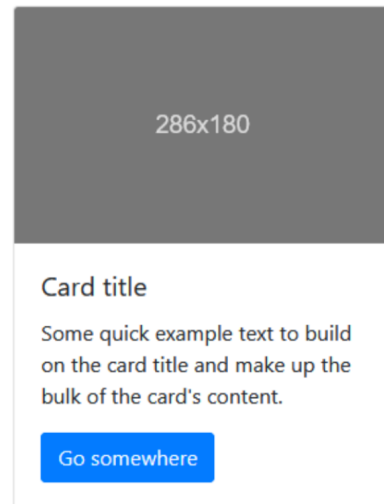 286x180
Card title
Some quick example text to build
on the card title and make up the
bulk of the card's content.
Go somewhere